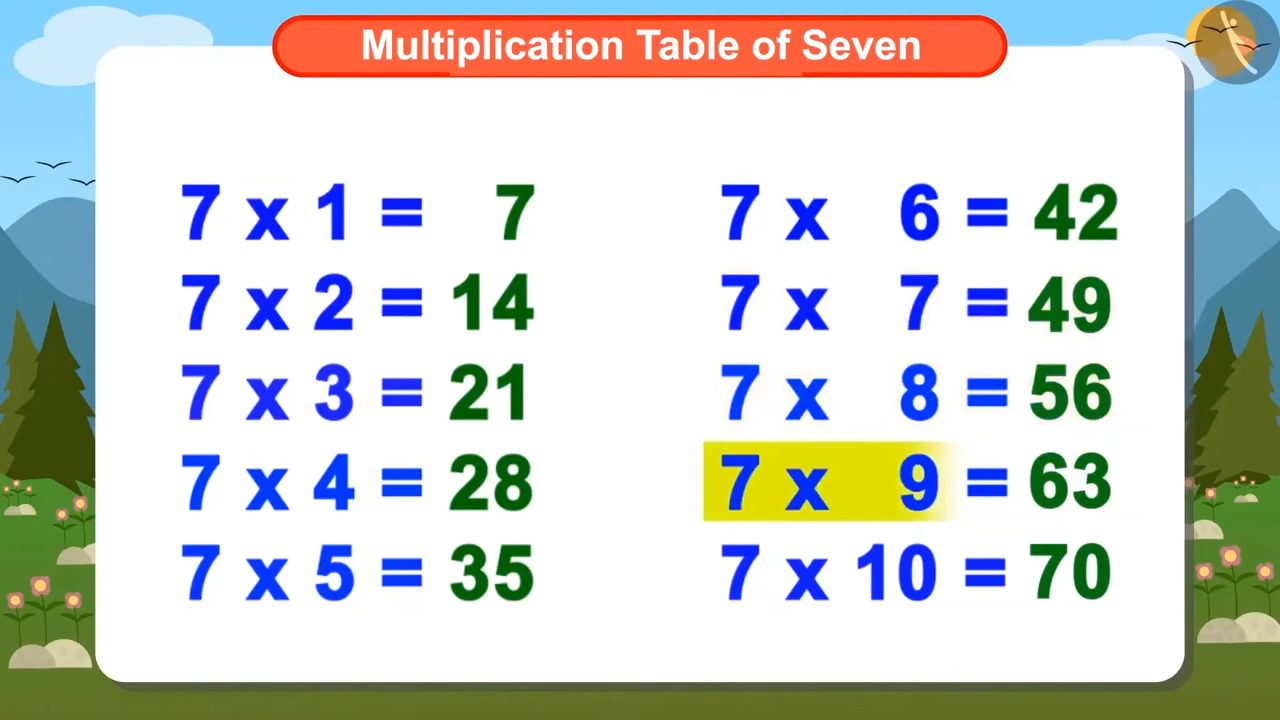 Multiplication Table of Seven
7 x 1 = 7
7 x 2 = 14
7 x 3 = 21
7 x 4 = 28
7 x 5 = 35
7 x 6 = 42
7 x 7 = 49
7 x 8 = 56
7 x 9 = 63
7 x 10 = 70